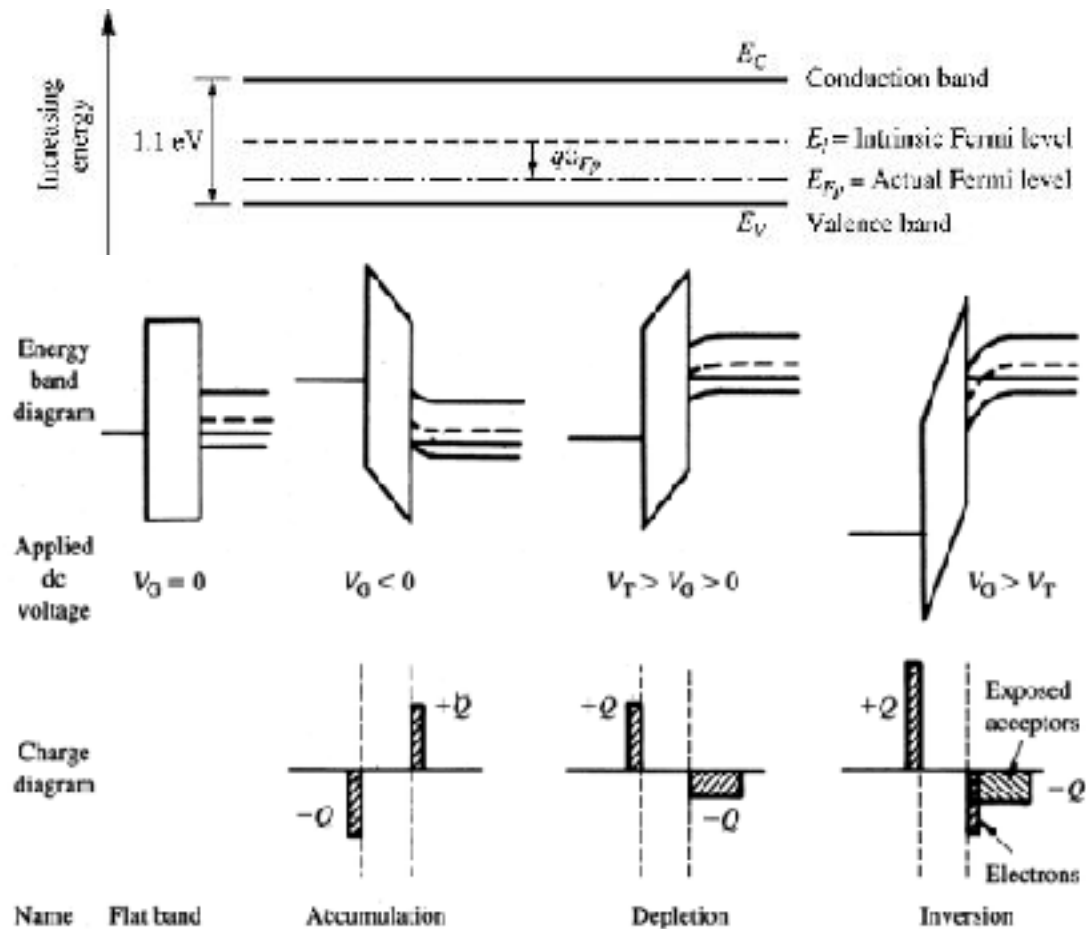 Increasing energy
1.1 eV
E_C
Conduction band
E_i = Intrinsic Fermi level
E_Fp = Actual Fermi level
E_V
Valence band
Energy
band
diagram
Applied
dc
voltage
V_G = 0
V_G < 0
V_T > V_G > 0
V_G > V_T
Charge
diagram
+Q
-Q
+Q
-Q
+Q
Exposed
acceptors
-Q
Electrons
Name Flat band Accumulation Depletion Inversion